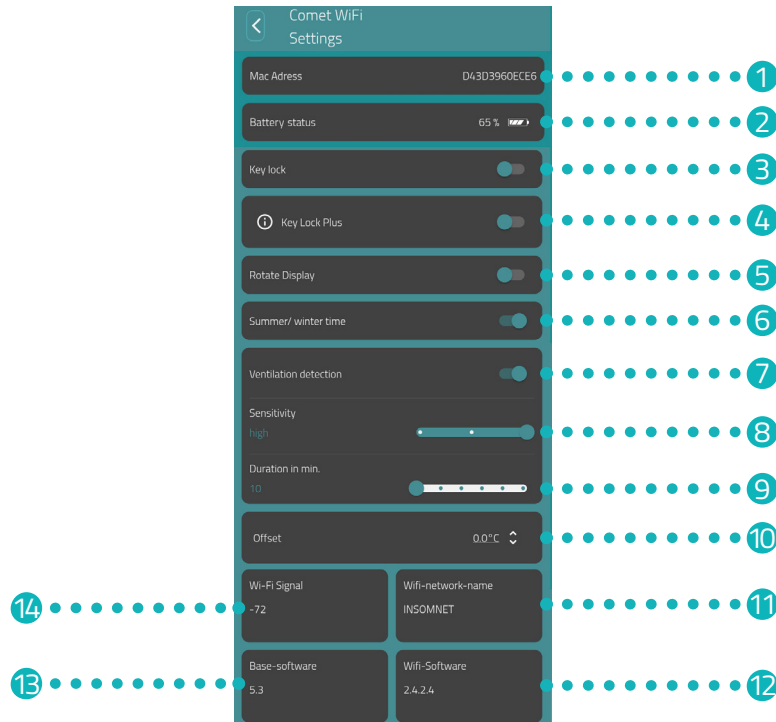 Comet WiFi
Settings
Mac Adress D43D3960ECE6 1
Battery status 65 % 2
Key lock 3
Key Lock Plus 4
Rotate Display 5
Summer/ winter time 6
Ventilation detection 7
Sensitivity
high 8
Duration in min.
10 9
Offset 0.0°C 10
Wi-Fi Signal Wifi-network-name
14 -72 INSOMNET 11
Base-software Wifi-Software
13 5.3 2.4.2.4 12